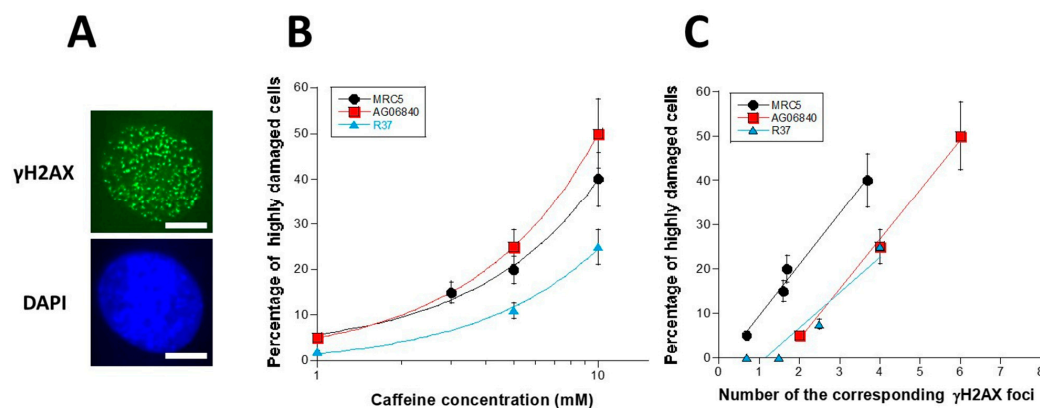 A
γH2AX
DAPI
B
Percentage of highly damaged cells
60
50
40
30
20
10
0
MRC5
AG06840
R37
1
10
Caffeine concentration (mM)
C
Percentage of highly damaged cells
60
50
40
30
20
10
0
MRC5
AG06840
R37
0 1 2 3 4 5 6 7 8
Number of the corresponding γH2AX foci